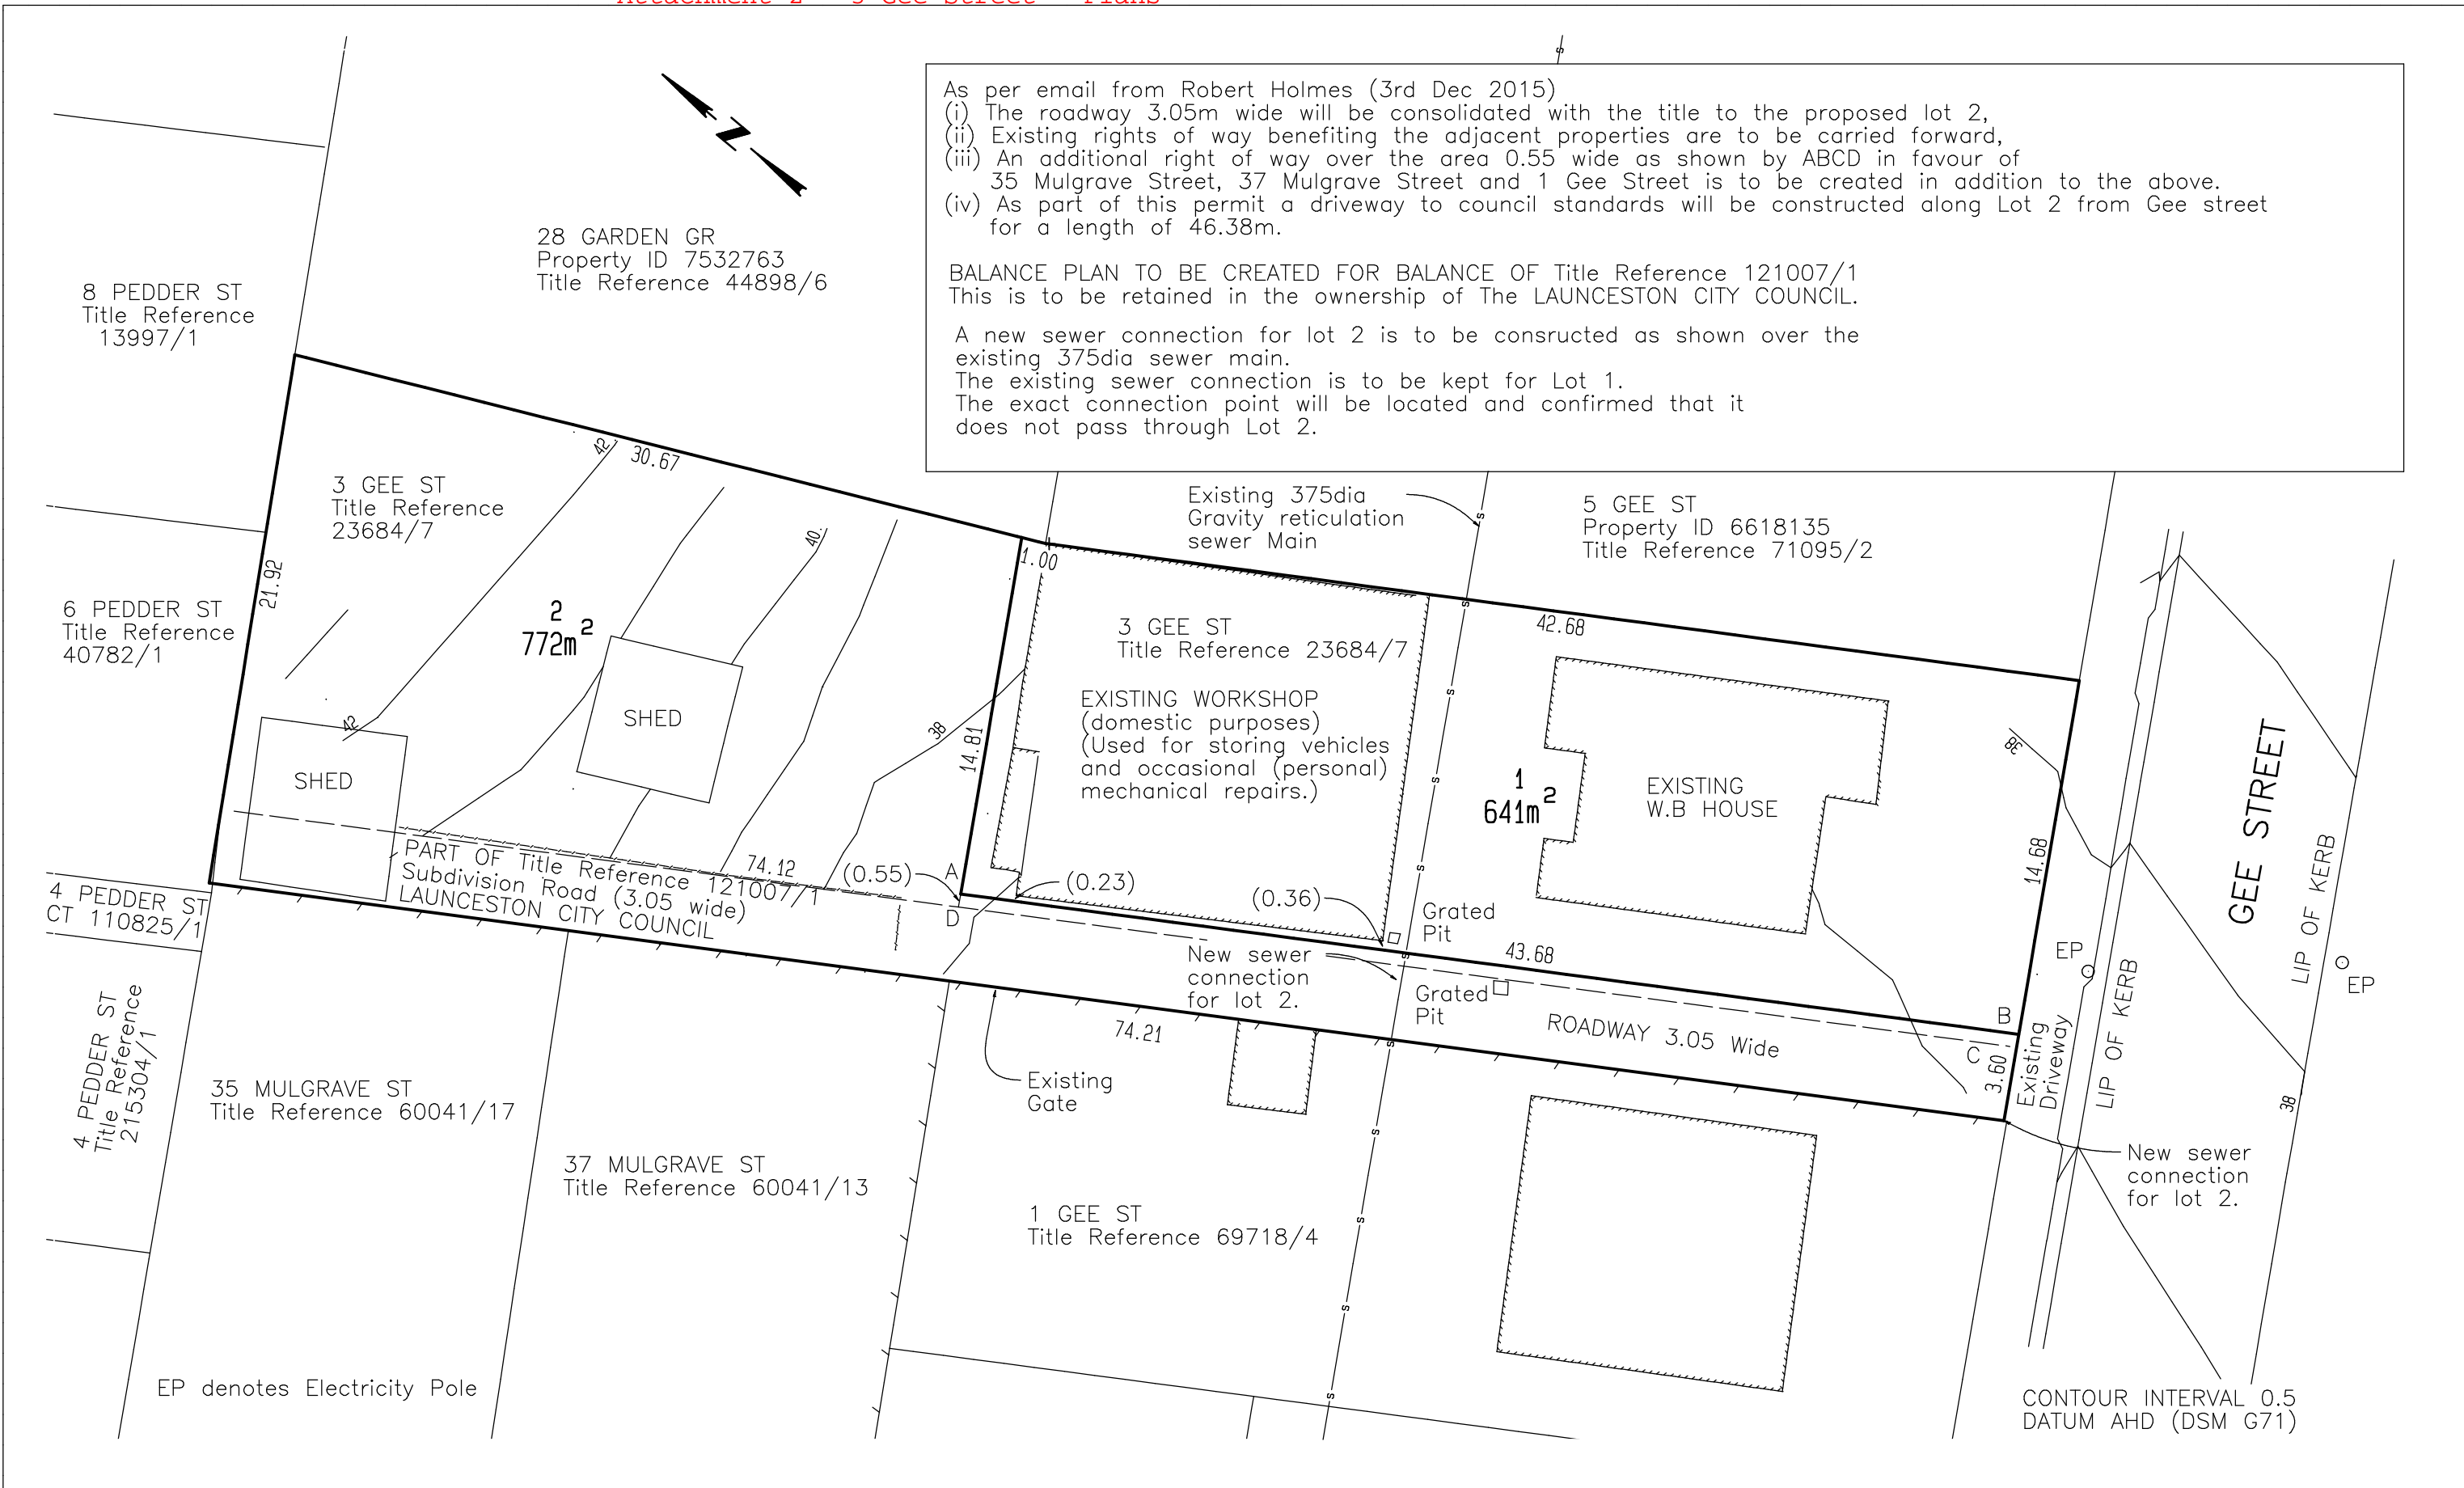 Attachment 2 - 3 Gee Street - Plans
As per email from Robert Holmes (3rd Dec 2015)
(i) The roadway 3.05m wide will be consolidated with the title to the proposed lot 2,
(ii) Existing rights of way benefiting the adjacent properties are to be carried forward,
(iii) An additional right of way over the area 0.55 wide as shown by ABCD in favour of
35 Mulgrave Street, 37 Mulgrave Street and 1 Gee Street is to be created in addition to the above.
(iv) As part of this permit a driveway to council standards will be constructed along Lot 2 from Gee street
for a length of 46.38m.
BALANCE PLAN TO BE CREATED FOR BALANCE OF Title Reference 121007/1
This is to be retained in the ownership of The LAUNCESTON CITY COUNCIL.
A new sewer connection for lot 2 is to be consructed as shown over the
existing 375dia sewer main.
The existing sewer connection is to be kept for Lot 1.
The exact connection point will be located and confirmed that it
does not pass through Lot 2.
N
28 GARDEN GR
Property ID 7532763
Title Reference 44898/6
8 PEDDER ST
Title Reference
13997/1
42
30.67
3 GEE ST
Title Reference
23684/7
40
Existing 375dia
Gravity reticulation
sewer Main
5 GEE ST
Property ID 6618135
Title Reference 71095/2
1.00
21.92
6 PEDDER ST
Title Reference
40782/1
2
772m²
SHED
SHED
42
38
14.81
3 GEE ST
Title Reference 23684/7
EXISTING WORKSHOP
(domestic purposes)
(Used for storing vehicles
and occasional (personal)
mechanical repairs.)
42.68
1
641m²
EXISTING
W.B HOUSE
38
14.68
GEE STREET
LIP OF KERB
LIP OF KERB
EP
EP
PART OF Title Reference 121007/1
Subdivision Road (3.05 wide)
LAUNCESTON CITY COUNCIL
74.12
(0.55)
A
D
(0.23)
(0.36)
Grated
Pit
New sewer
connection
for lot 2.
43.68
Grated
Pit
ROADWAY 3.05 Wide
B
C
3.60
Existing
Driveway
4 PEDDER ST
CT 110825/1
4 PEDDER ST
Title Reference
215304/1
35 MULGRAVE ST
Title Reference 60041/17
37 MULGRAVE ST
Title Reference 60041/13
74.21
Existing
Gate
1 GEE ST
Title Reference 69718/4
38
New sewer
connection
for lot 2.
s
s
s
s
s
s
s
s
s
s
s
s
EP denotes Electricity Pole
CONTOUR INTERVAL 0.5
DATUM AHD (DSM G71)